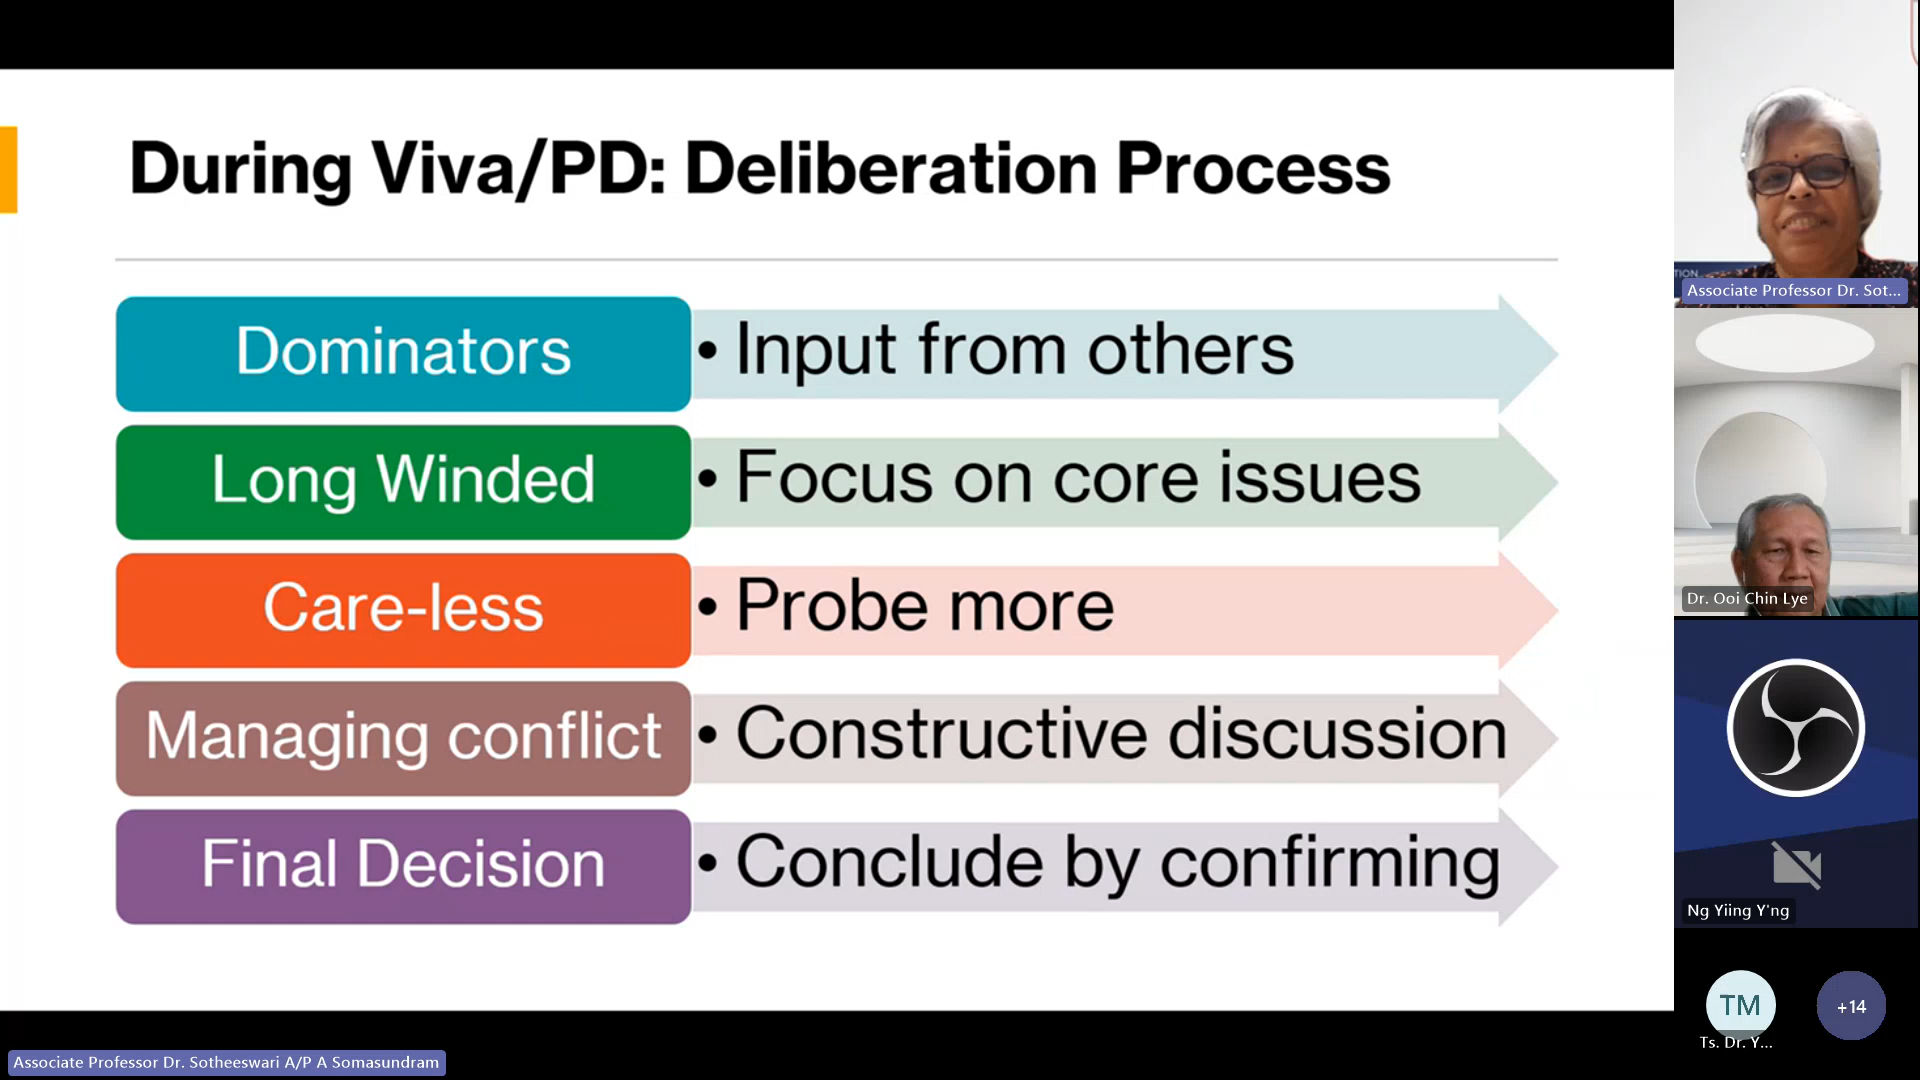 During Viva/PD: Deliberation Process
Dominators
• Input from others
Long Winded
• Focus on core issues
Care-less
• Probe more
Managing conflict
• Constructive discussion
Final Decision
• Conclude by confirming
TION
Associate Professor Dr. Sot...
Dr. Ooi Chin Lye
Ng Yiing Y'ng
TM
Ts. Dr. Y...
+14
Associate Professor Dr. Sotheeswari A/P A Somasundram